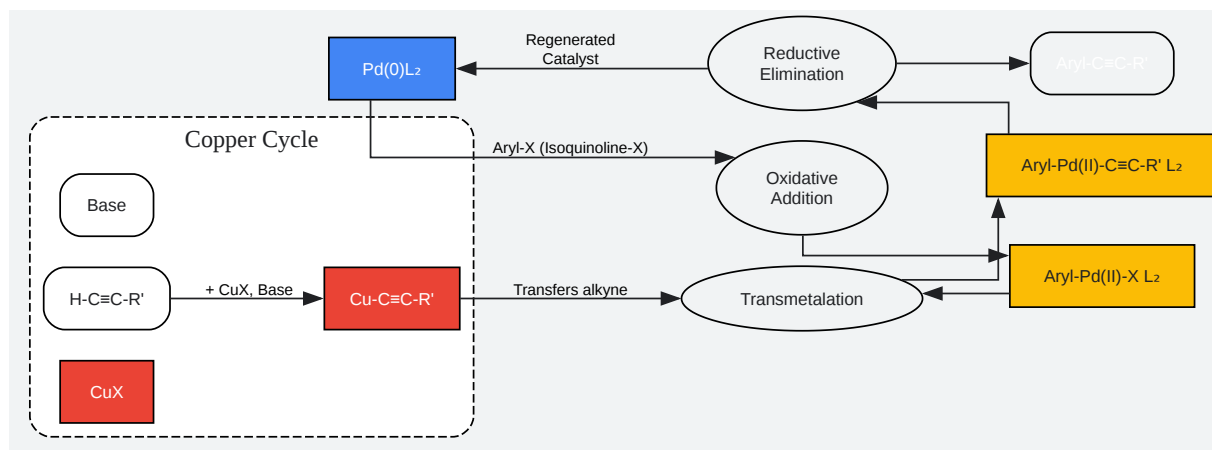 Regenerated
Catalyst
Pd(0)L₂
Reductive
Elimination
Aryl-C≡C-R'
Copper Cycle
Aryl-X (Isoquinoline-X)
Aryl-Pd(II)-C≡C-R' L₂
Oxidative
Addition
Base
H-C≡C-R'
+ CuX, Base
Cu-C≡C-R'
Transfers alkyne
Transmetalation
Aryl-Pd(II)-X L₂
CuX